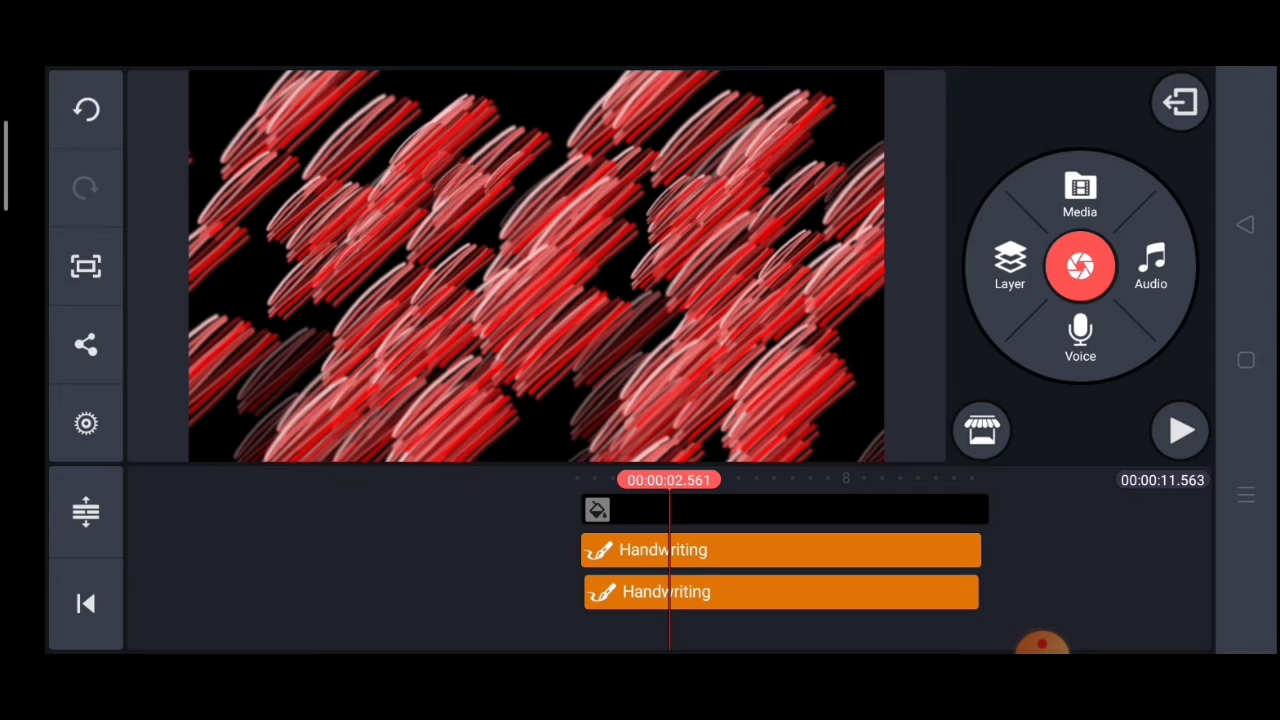 Media
Layer
Audio
Voice
00:00:02.561
8
00:00:11.563
Handwriting
Handwriting